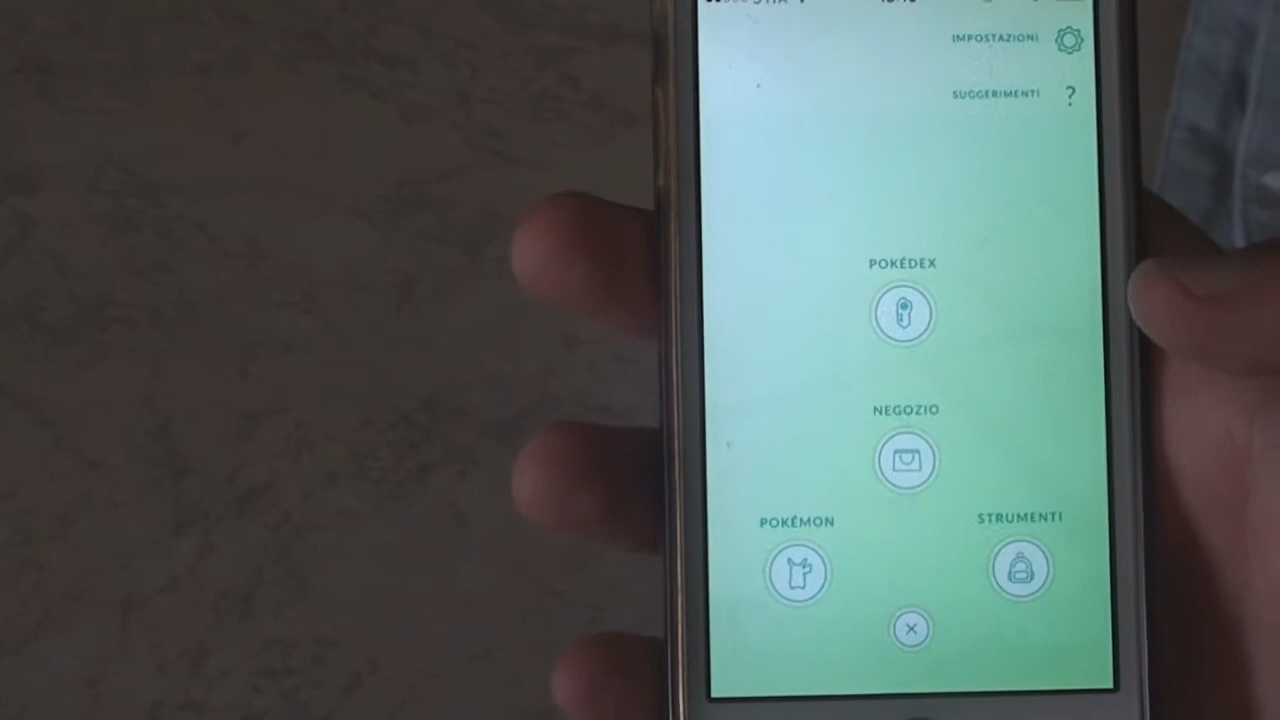 IMPOSTAZIONI
SUGGERIMENTI ?
POKÉDEX
NEGOZIO
POKÉMON
STRUMENTI